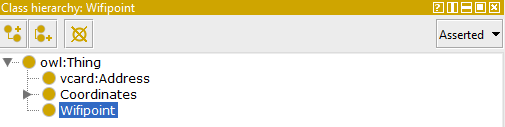 Class hierarchy: Wifipoint
Asserted
owl:Thing
vcard:Address
Coordinates
Wifipoint